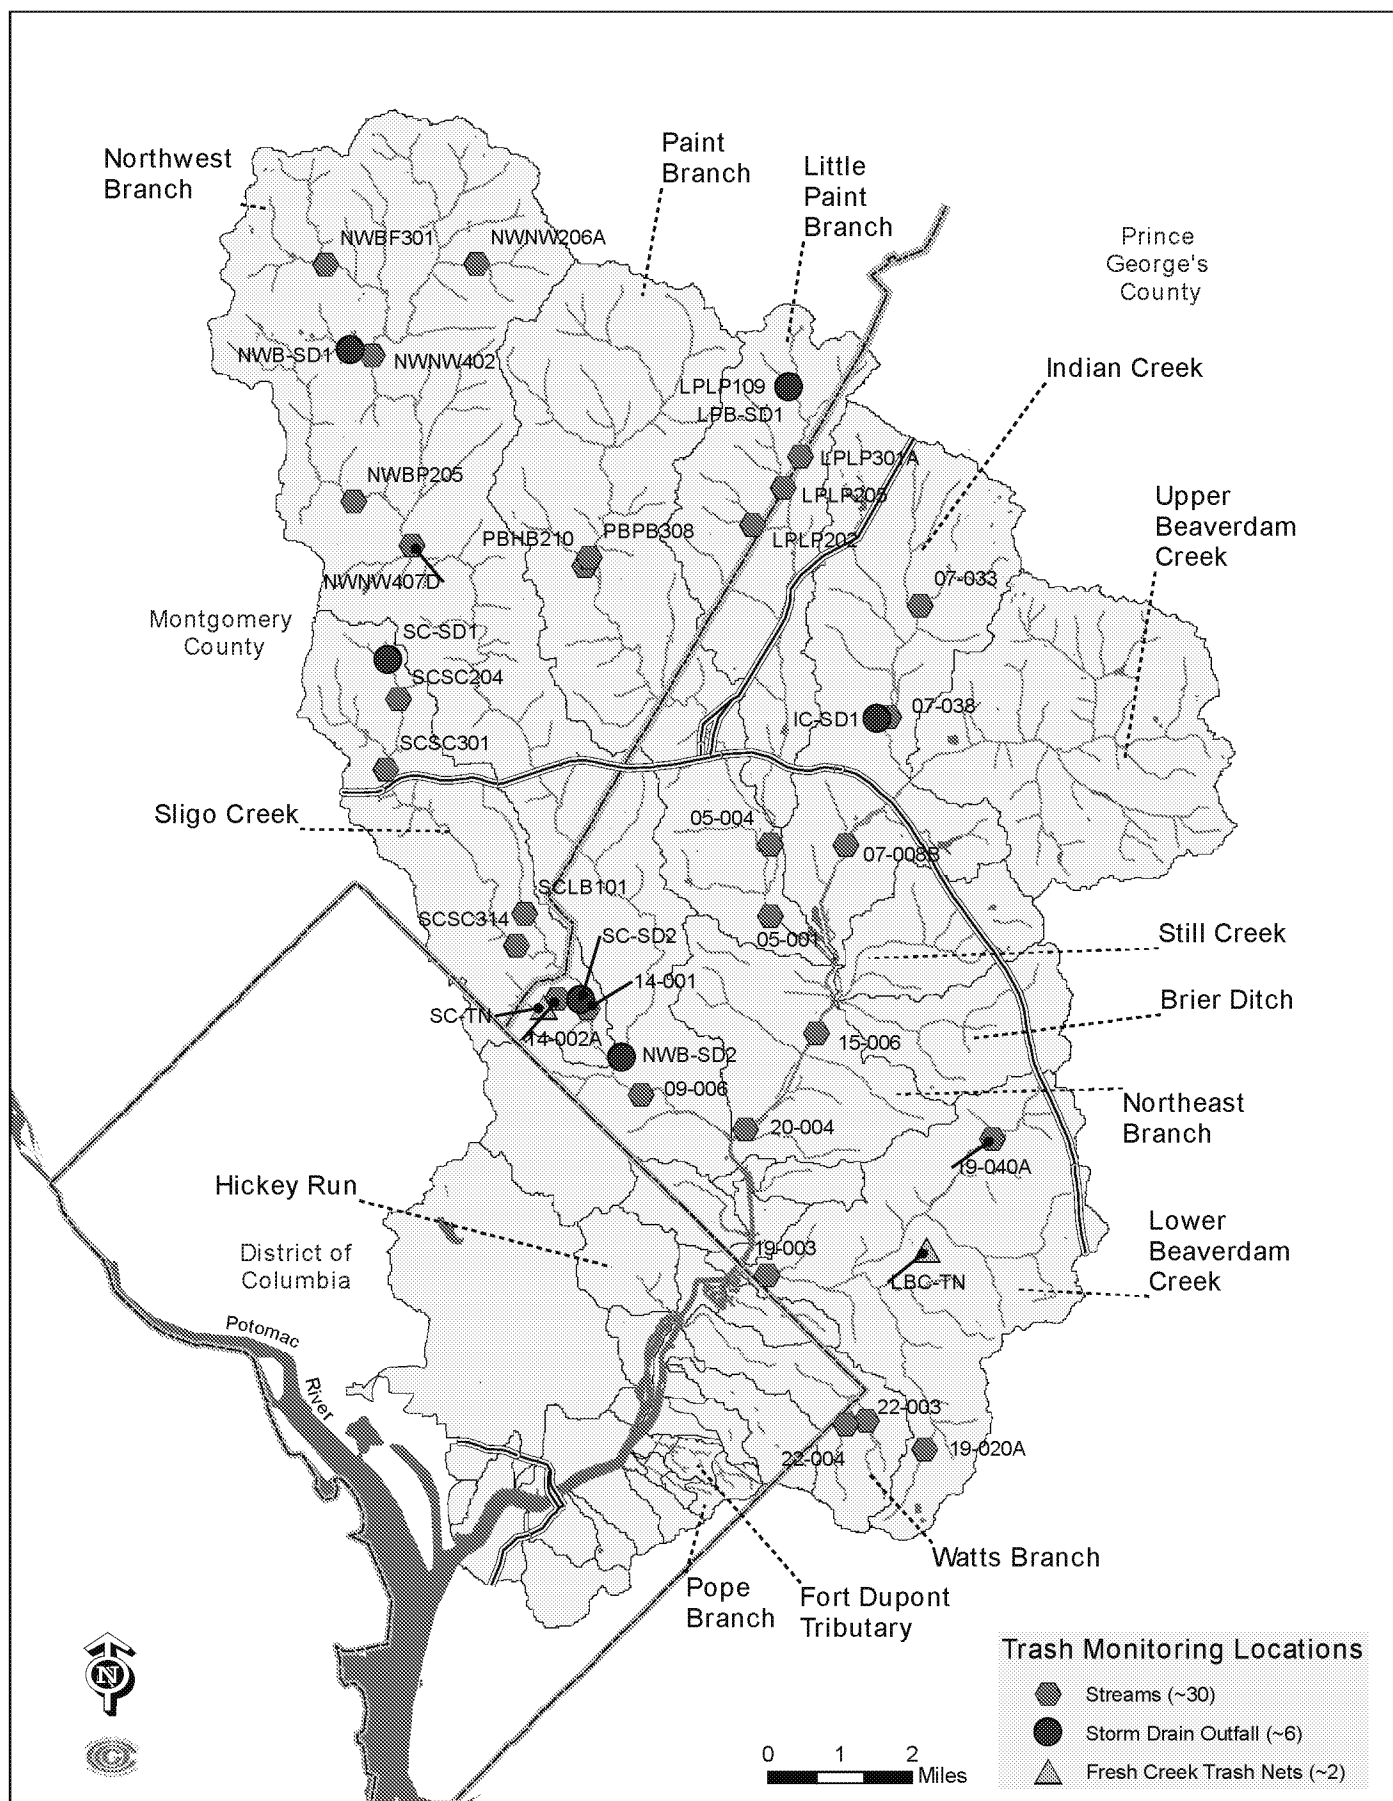 Northwest
Branch
Paint
Branch
Little
Paint
Branch
Prince
George's
County
NWBF301
NWNW206A
NWB-SD1
NWNW402
LPLP109
LPB-SD1
Indian Creek
LPLP301A
NWBP205
LPLP205
Upper
Beaverdam
Creek
PBHB210
PBPB308
LPLP202
NWNW407D
07-033
Montgomery
County
SC-SD1
SCSC204
IC-SD1
07-038
SCSC301
Sligo Creek
05-004
07-008B
SCLB101
SCSC314
05-001
SC-SD2
Still Creek
14-001
SC-TN
14-002A
Brier Ditch
15-006
NWB-SD2
09-006
Northeast
Branch
20-004
19-040A
Hickey Run
Lower
Beaverdam
Creek
District of
Columbia
19-003
LBC-TN
Potomac
River
22-003
22-004
19-020A
Watts Branch
Pope
Branch
Fort Dupont
Tributary
N
Trash Monitoring Locations
Streams (~30)
Storm Drain Outfall (~6)
Fresh Creek Trash Nets (~2)
0 1 2
Miles